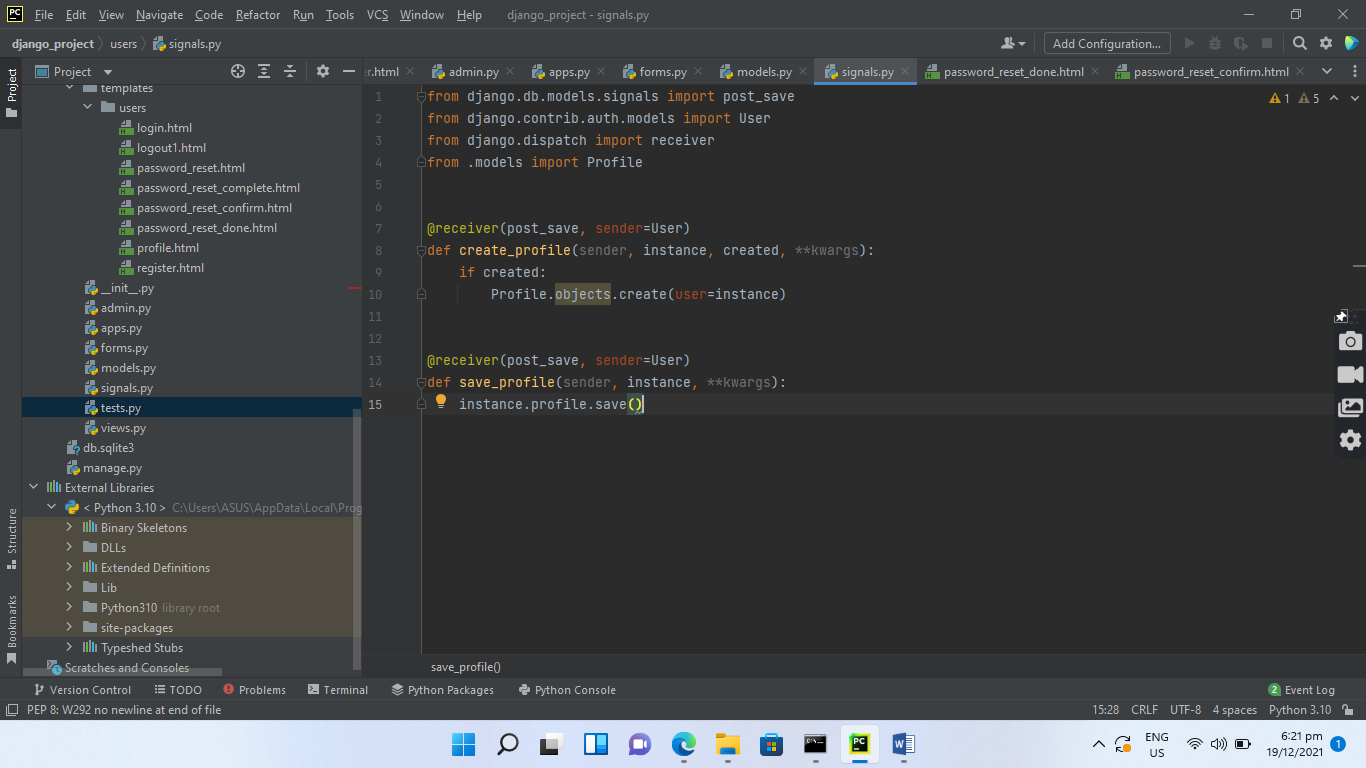 PC File Edit View Navigate Code Refactor Run Tools VCS Window Help django_project - signals.py
django_project users signals.py Add Configuration...
Project er.html admin.py apps.py forms.py models.py signals.py password_reset_done.html password_reset_confirm.html
Project
Structure
Bookmarks
templates
users
login.html
logout1.html
password_reset.html
password_reset_complete.html
password_reset_confirm.html
password_reset_done.html
profile.html
register.html
__init__.py
admin.py
apps.py
forms.py
models.py
signals.py
tests.py
views.py
db.sqlite3
manage.py
External Libraries
< Python 3.10 > C:\Users\ASUS\AppData\Local\Prog
Binary Skeletons
DLLs
Extended Definitions
Lib
Python310 library root
site-packages
Typeshed Stubs
Scratches and Consoles
1 from django.db.models.signals import post_save
2 from django.contrib.auth.models import User
3 from django.dispatch import receiver
4 from .models import Profile
5
6
7 @receiver(post_save, sender=User)
8 def create_profile(sender, instance, created, **kwargs):
9 if created:
10 Profile.objects.create(user=instance)
11
12
13 @receiver(post_save, sender=User)
14 def save_profile(sender, instance, **kwargs):
15 instance.profile.save()
1 5
save_profile()
Version Control TODO Problems Terminal Python Packages Python Console 2 Event Log
PEP 8: W292 no newline at end of file 15:28 CRLF UTF-8 4 spaces Python 3.10
PC W
ENG
US
6:21 pm
19/12/2021
1